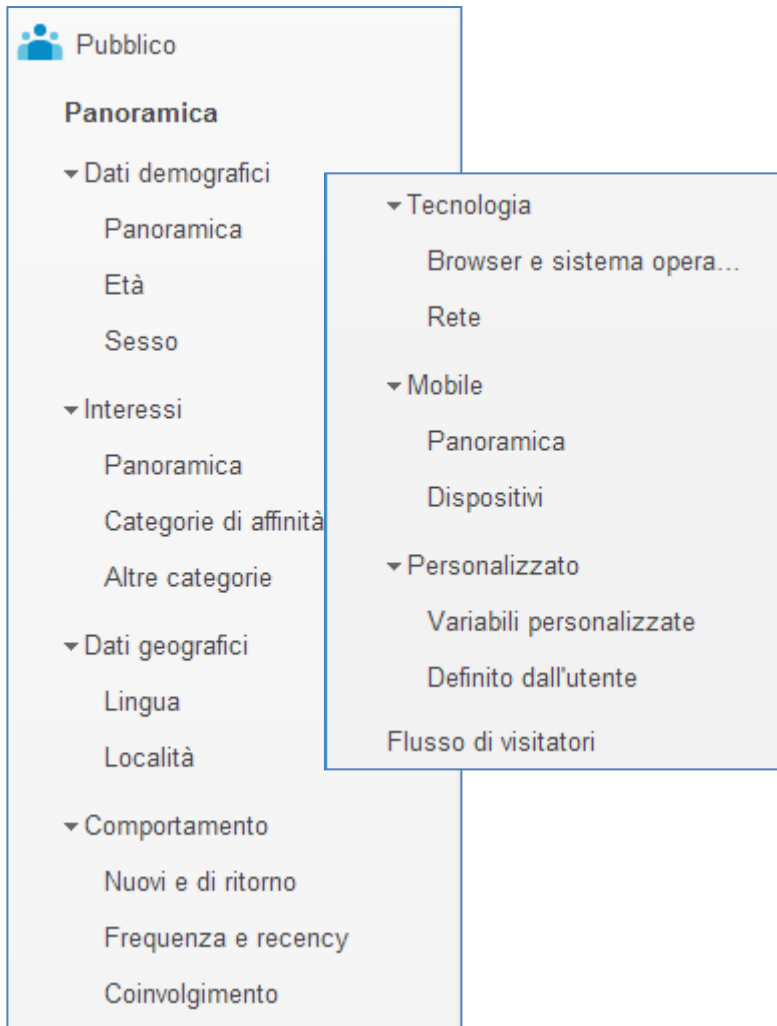 Pubblico
Panoramica
Dati demografici
Panoramica
Età
Sesso
Interessi
Panoramica
Categorie di affinità
Altre categorie
Dati geografici
Lingua
Località
Comportamento
Nuovi e di ritorno
Frequenza e recency
Coinvolgimento
Tecnologia
Browser e sistema opera...
Rete
Mobile
Panoramica
Dispositivi
Personalizzato
Variabili personalizzate
Definito dall'utente
Flusso di visitatori